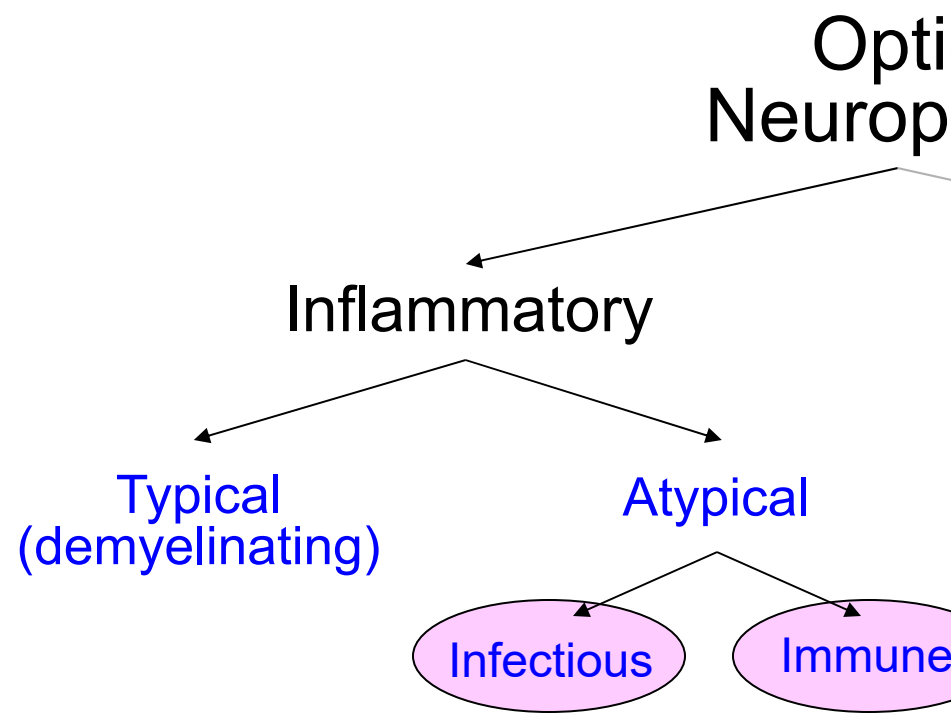 Opti
Neurop
Inflammatory
Typical
(demyelinating)
Atypical
Infectious
Immune